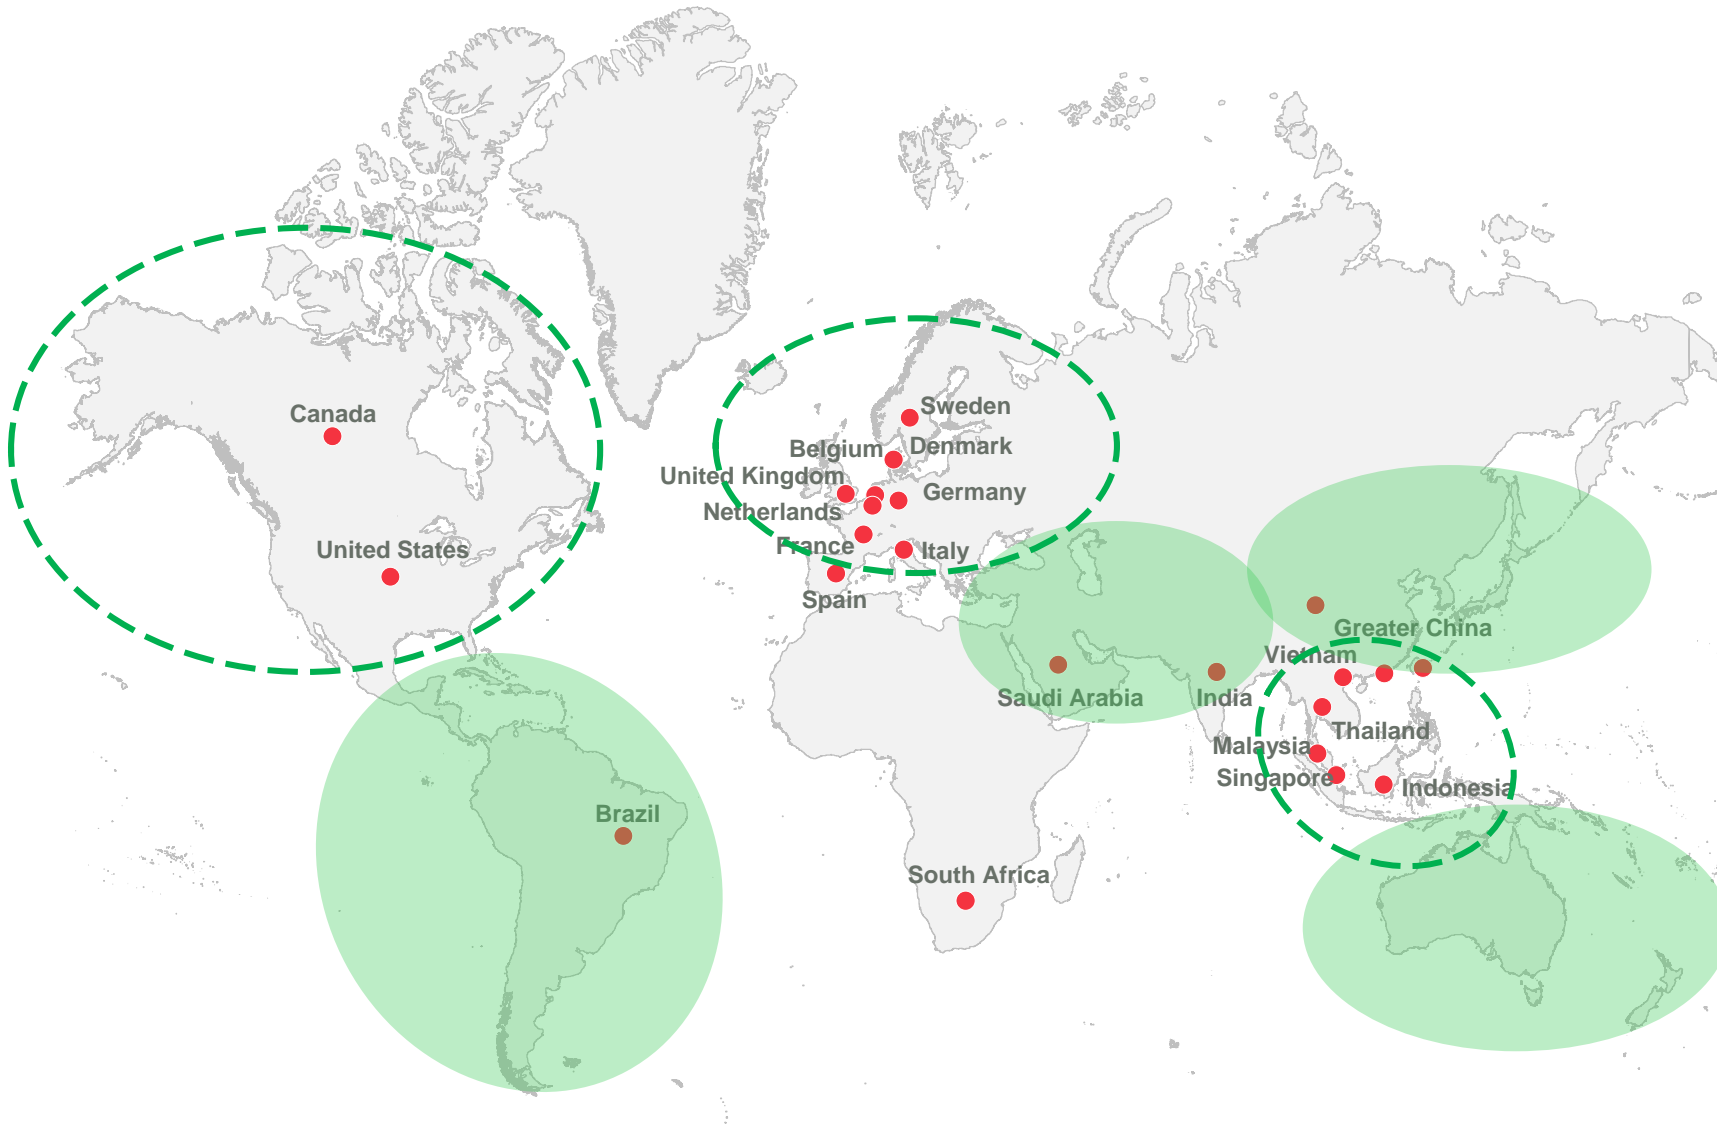 Canada
United States
Sweden
Belgium
Denmark
United Kingdom
Germany
Netherlands
France
Italy
Spain
Greater China
Vietnam
Saudi Arabia
India
Thailand
Malaysia
Singapore
Indonesia
Brazil
South Africa